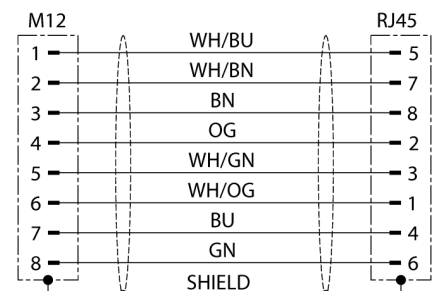 M12 RJ45
1 WH/BU 5
2 WH/BN 7
3 BN 8
4 OG 2
5 WH/GN 3
6 WH/OG 1
7 BU 4
8 GN 6
SHIELD